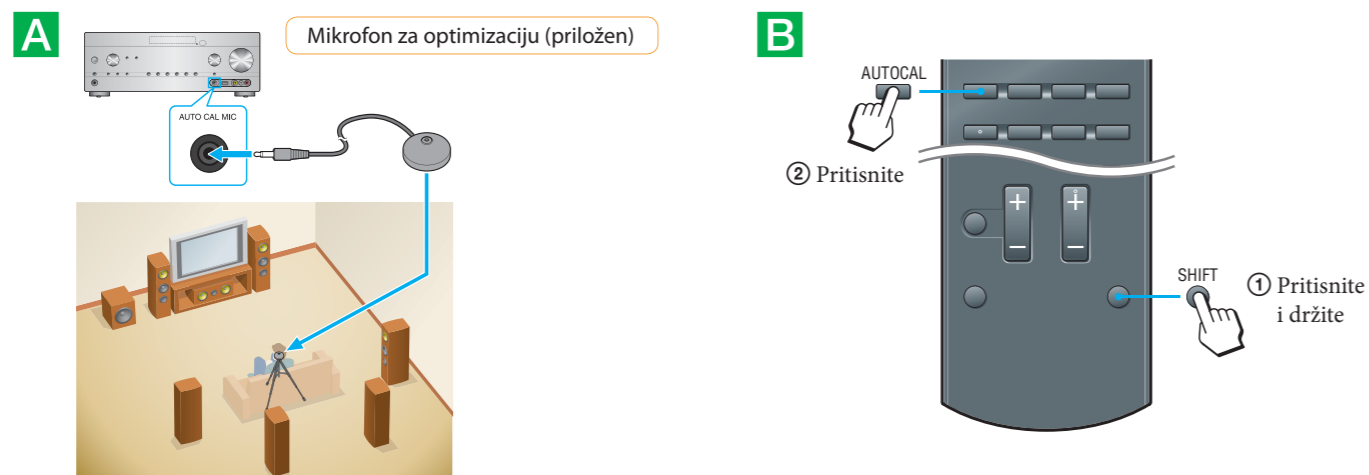 A
Mikrofon za optimizaciju (priložen)
AUTO CAL MIC
B
AUTOCAL
② Pritisnite
SHIFT
① Pritisnite
i držite